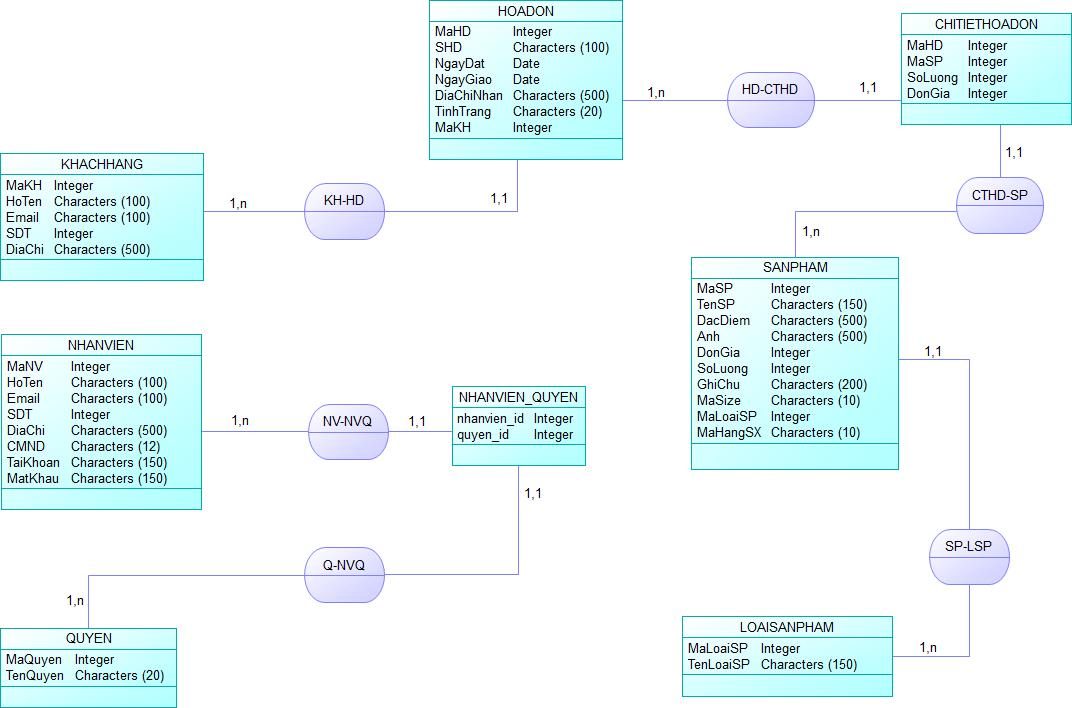 HOADON
MaHD Integer
SHD Characters (100)
NgayDat Date
NgayGiao Date
DiaChiNhan Characters (500)
TinhTrang Characters (20)
MaKH Integer
1,n
HD-CTHD
1,1
CHITIETHOADON
MaHD Integer
MaSP Integer
SoLuong Integer
DonGia Integer
1,1
CTHD-SP
1,n
KHACHHANG
MaKH Integer
HoTen Characters (100)
Email Characters (100)
SDT Integer
DiaChi Characters (500)
1,n
KH-HD
1,1
SANPHAM
MaSP Integer
TenSP Characters (150)
DacDiem Characters (500)
Anh Characters (500)
DonGia Integer
SoLuong Integer
GhiChu Characters (200)
MaSize Characters (10)
MaLoaiSP Integer
MaHangSX Characters (10)
1,1
NHANVIEN
MaNV Integer
HoTen Characters (100)
Email Characters (100)
SDT Integer
DiaChi Characters (500)
CMND Characters (12)
TaiKhoan Characters (150)
MatKhau Characters (150)
1,n
NV-NVQ
1,1
NHANVIEN_QUYEN
nhanvien_id Integer
quyen_id Integer
1,1
Q-NVQ
1,n
SP-LSP
1,n
QUYEN
MaQuyen Integer
TenQuyen Characters (20)
LOAISANPHAM
MaLoaiSP Integer
TenLoaiSP Characters (150)